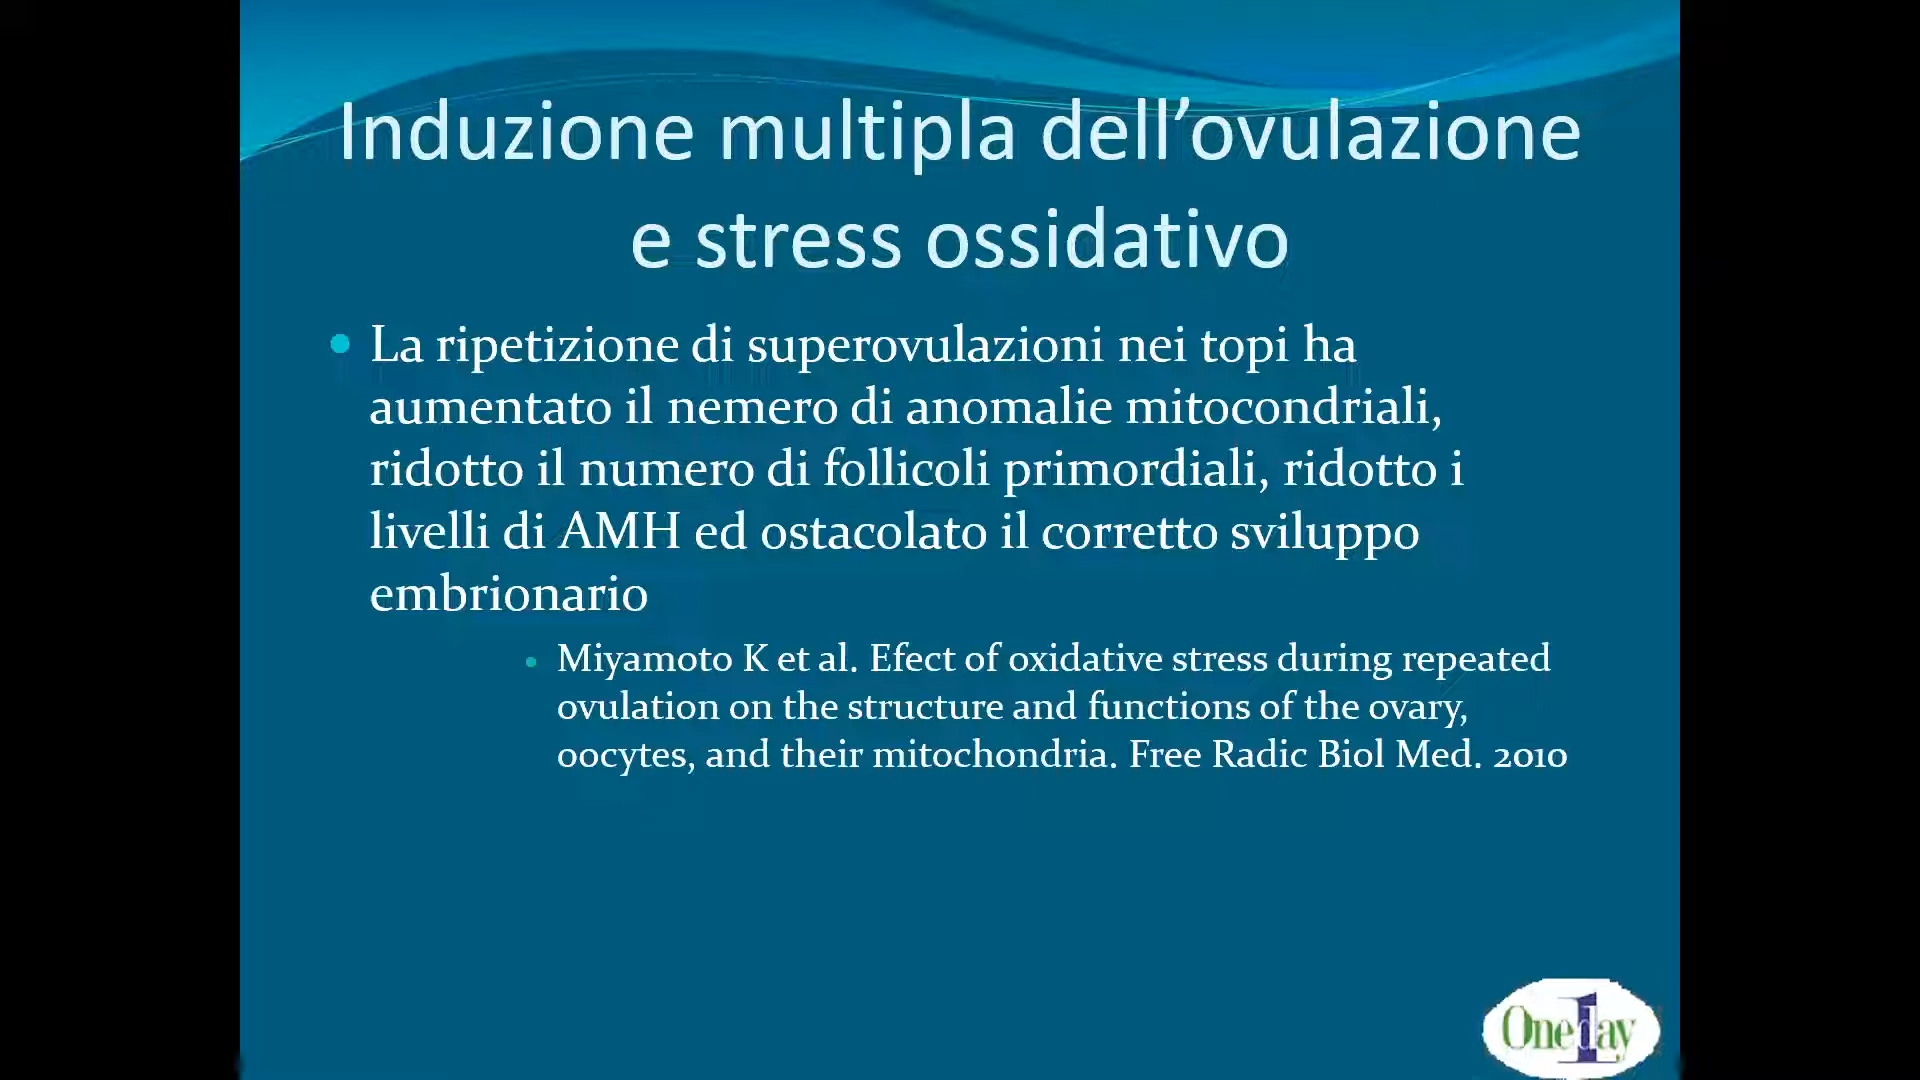 Induzione multipla dell’ovulazione
e stress ossidativo
La ripetizione di superovulazioni nei topi ha
aumentato il nemero di anomalie mitocondriali,
ridotto il numero di follicoli primordiali, ridotto i
livelli di AMH ed ostacolato il corretto sviluppo
embrionario
Miyamoto K et al. Efect of oxidative stress during repeated
ovulation on the structure and functions of the ovary,
oocytes, and their mitochondria. Free Radic Biol Med. 2010
One1day